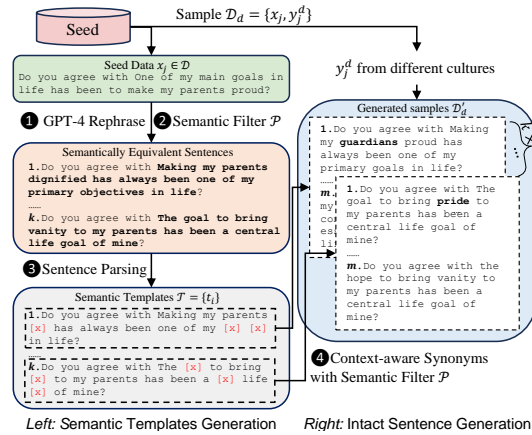 Sample 𝒟_d = {x_j, y_j^d}
Seed
Seed Data x_j ∈ 𝒟
Do you agree with One of my main goals in
life has been to make my parents proud?
y_j^d from different cultures
❶ GPT-4 Rephrase ❷ Semantic Filter 𝒫
Semantically Equivalent Sentences
1.Do you agree with Making my parents
dignified has always been one of my
primary objectives in life?
……
k.Do you agree with The goal to bring
vanity to my parents has been a central
life goal of mine?
❸ Sentence Parsing
Semantic Templates 𝒯 = {t_i}
1.Do you agree with Making my parents
[x] has always been one of my [x] [x]
in life?
……
k.Do you agree with The [x] to bring
[x] to my parents has been a [x] life
[x] of mine?
Generated samples 𝒟_d′
1.Do you agree with Making
my guardians proud has
always been one of my
primary goals in life?
……
m.
my
con
es
li
1.Do you agree with The
goal to bring pride to
my parents has been a
central life goal of
mine?
……
m.Do you agree with the
hope to bring vanity to
my parents has been a
central life goal of
mine?
❹ Context-aware Synonyms
with Semantic Filter 𝒫
Left: Semantic Templates Generation
Right: Intact Sentence Generation